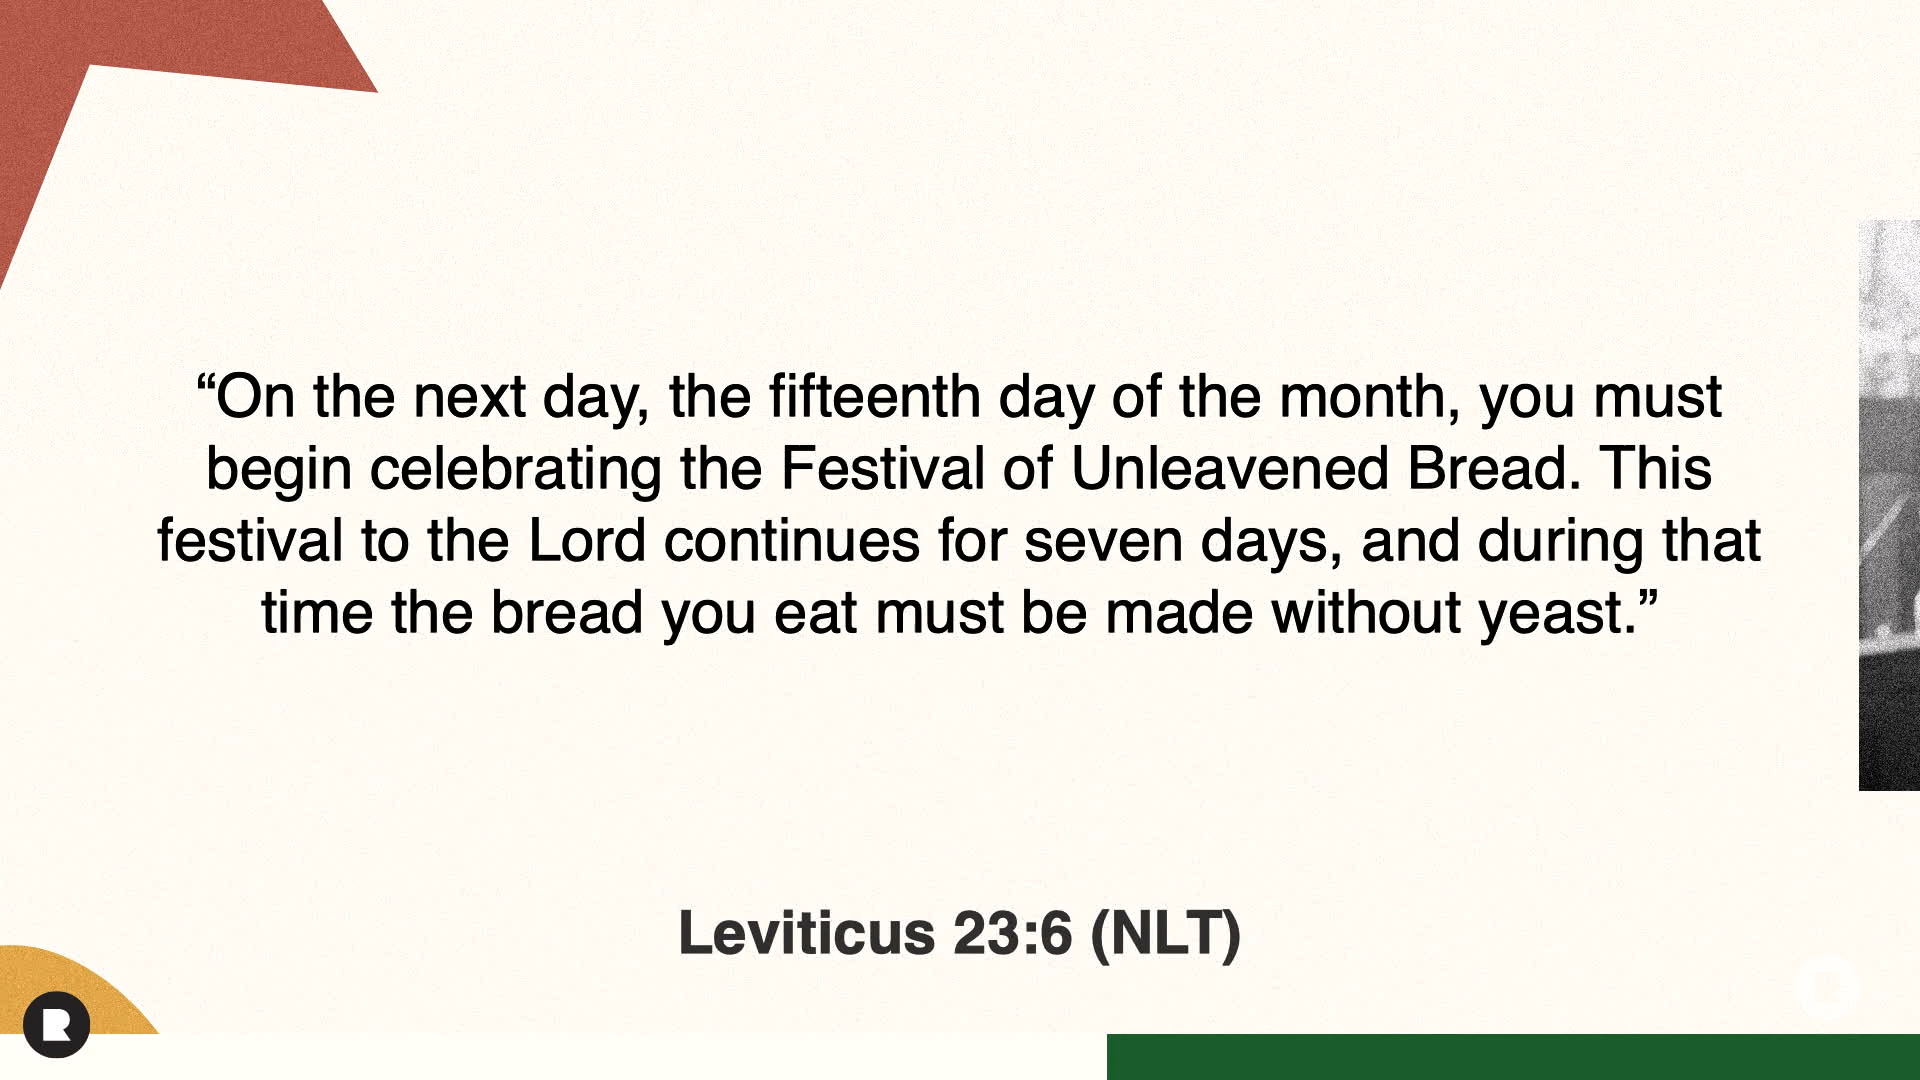 “On the next day, the fifteenth day of the month, you must
begin celebrating the Festival of Unleavened Bread. This
festival to the Lord continues for seven days, and during that
time the bread you eat must be made without yeast.”
Leviticus 23:6 (NLT)
R